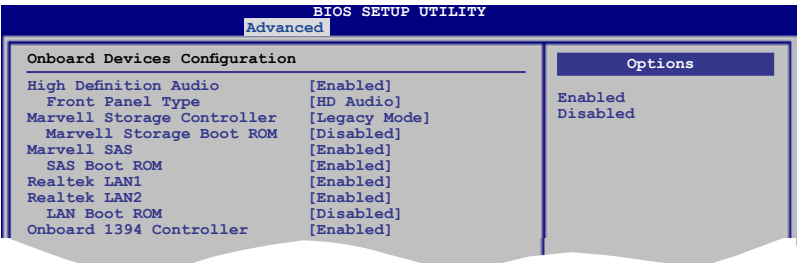 BIOS SETUP UTILITY
Advanced
Onboard Devices Configuration
High Definition Audio [Enabled]
Front Panel Type [HD Audio]
Marvell Storage Controller [Legacy Mode]
Marvell Storage Boot ROM [Disabled]
Marvell SAS [Enabled]
SAS Boot ROM [Enabled]
Realtek LAN1 [Enabled]
Realtek LAN2 [Enabled]
LAN Boot ROM [Disabled]
Onboard 1394 Controller [Enabled]
Options
Enabled
Disabled